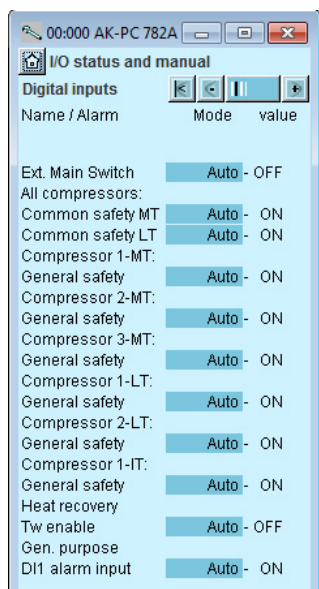 00:000 AK-PC 782A
I/O status and manual
Digital inputs
Name / Alarm Mode value
Ext. Main Switch Auto - OFF
All compressors:
Common safety MT Auto - ON
Common safety LT Auto - ON
Compressor 1-MT:
General safety Auto - ON
Compressor 2-MT:
General safety Auto - ON
Compressor 3-MT:
General safety Auto - ON
Compressor 1-LT:
General safety Auto - ON
Compressor 2-LT:
General safety Auto - ON
Compressor 1-IT:
General safety Auto - ON
Heat recovery
Tw enable Auto - OFF
Gen. purpose
DI1 alarm input Auto - ON